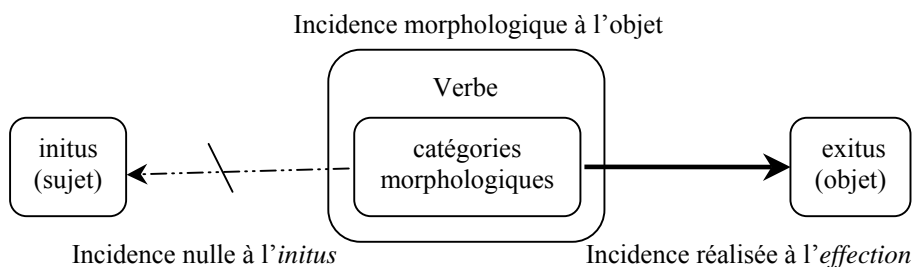 Incidence morphologique à l’objet
Verbe
initus
(sujet)
catégories
morphologiques
exitus
(objet)
Incidence nulle à l’initus
Incidence réalisée à l’effection